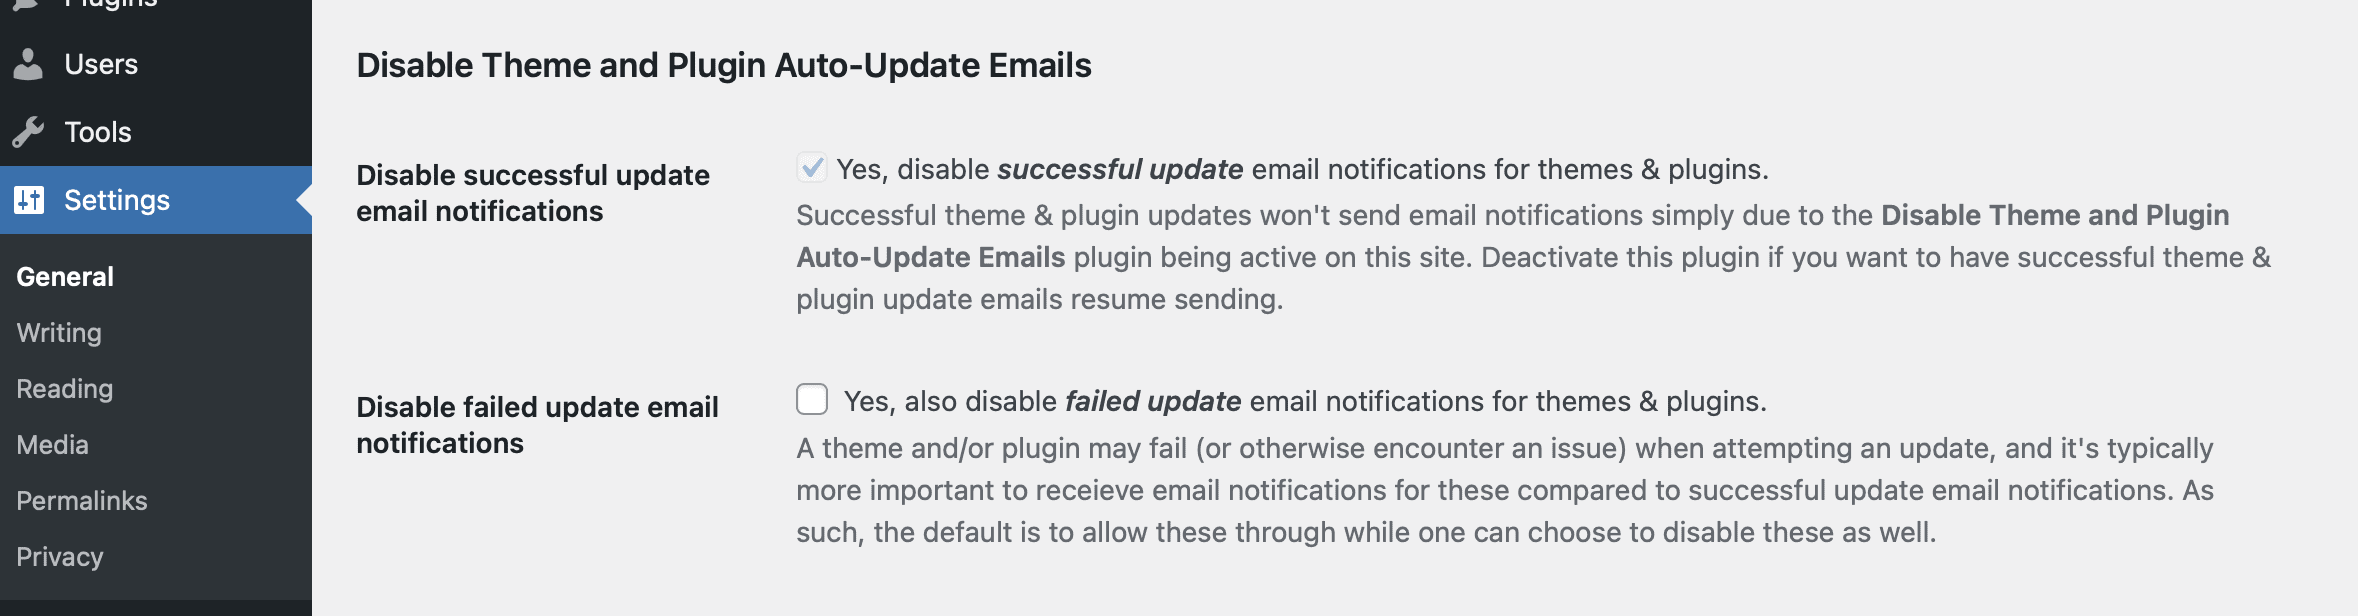 Plugins
Users
Tools
Settings
General
Writing
Reading
Media
Permalinks
Privacy
Disable Theme and Plugin Auto-Update Emails
Disable successful update
email notifications
Yes, disable successful update email notifications for themes & plugins.
Successful theme & plugin updates won't send email notifications simply due to the Disable Theme and Plugin
Auto-Update Emails plugin being active on this site. Deactivate this plugin if you want to have successful theme &
plugin update emails resume sending.
Disable failed update email
notifications
Yes, also disable failed update email notifications for themes & plugins.
A theme and/or plugin may fail (or otherwise encounter an issue) when attempting an update, and it's typically
more important to receieve email notifications for these compared to successful update email notifications. As
such, the default is to allow these through while one can choose to disable these as well.